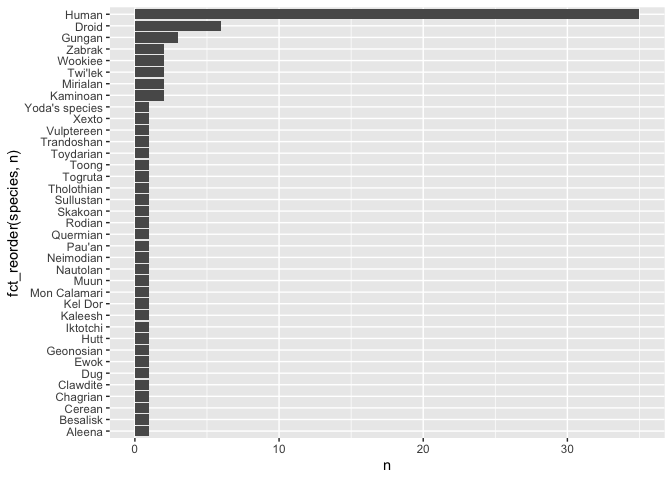 Human
Droid
Gungan
Zabrak
Wookiee
Twi'lek
Mirialan
Kaminoan
Yoda's species
Xexto
Vulptereen
Trandoshan
Toydarian
Toong
Togruta
Tholothian
Sullustan
Skakoan
Rodian
Quermian
Pau'an
Neimodian
Nautolan
Muun
Mon Calamari
Kel Dor
Kaleesh
Iktotchi
Hutt
Geonosian
Ewok
Dug
Clawdite
Chagrian
Cerean
Besalisk
Aleena
fct_reorder(species, n)
0 10 20 30
n